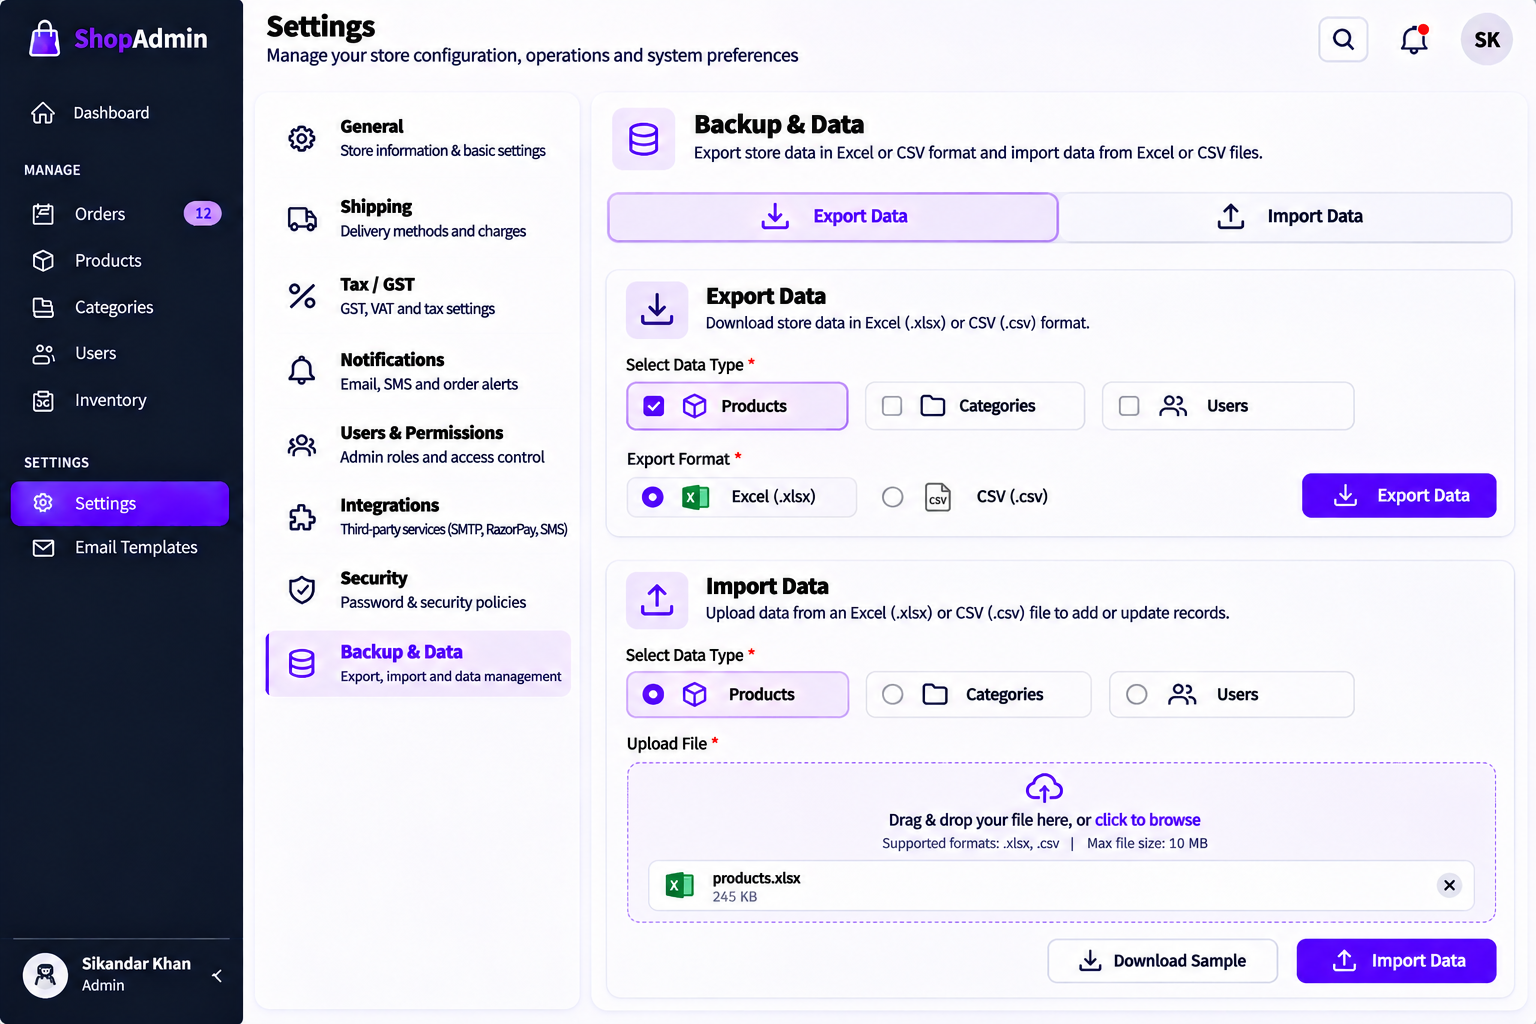 ShopAdmin
Dashboard
MANAGE
Orders 12
Products
Categories
Users
Inventory
SETTINGS
Settings
Email Templates
Sikandar Khan
Admin
Settings
Manage your store configuration, operations and system preferences
SK
General
Store information & basic settings
Shipping
Delivery methods and charges
Tax / GST
GST, VAT and tax settings
Notifications
Email, SMS and order alerts
Users & Permissions
Admin roles and access control
Integrations
Third-party services (SMTP, RazorPay, SMS)
Security
Password & security policies
Backup & Data
Export, import and data management
Backup & Data
Export store data in Excel or CSV format and import data from Excel or CSV files.
Export Data Import Data
Export Data
Download store data in Excel (.xlsx) or CSV (.csv) format.
Select Data Type *
Products Categories Users
Export Format *
X Excel (.xlsx) CSV CSV (.csv) Export Data
Import Data
Upload data from an Excel (.xlsx) or CSV (.csv) file to add or update records.
Select Data Type *
Products Categories Users
Upload File *
Drag & drop your file here, or click to browse
Supported formats: .xlsx, .csv | Max file size: 10 MB
X products.xlsx
245 KB
Download Sample Import Data